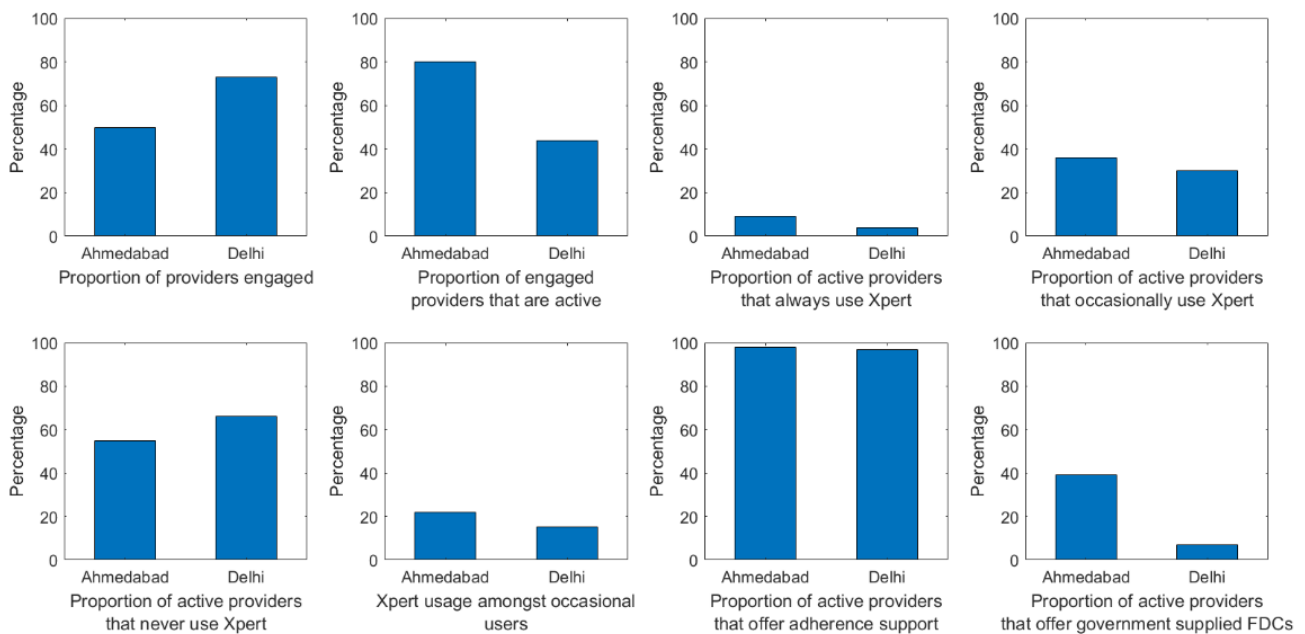 100
80
60
40
20
0
Percentage
Ahmedabad
Delhi
Proportion of providers engaged
100
80
60
40
20
0
Percentage
Ahmedabad
Delhi
Proportion of engaged
providers that are active
100
80
60
40
20
0
Percentage
Ahmedabad
Delhi
Proportion of active providers
that always use Xpert
100
80
60
40
20
0
Percentage
Ahmedabad
Delhi
Proportion of active providers
that occasionally use Xpert
100
80
60
40
20
0
Percentage
Ahmedabad
Delhi
Proportion of active providers
that never use Xpert
100
80
60
40
20
0
Percentage
Ahmedabad
Delhi
Xpert usage amongst occasional
users
100
80
60
40
20
0
Percentage
Ahmedabad
Delhi
Proportion of active providers
that offer adherence support
100
80
60
40
20
0
Percentage
Ahmedabad
Delhi
Proportion of active providers
that offer government supplied FDCs